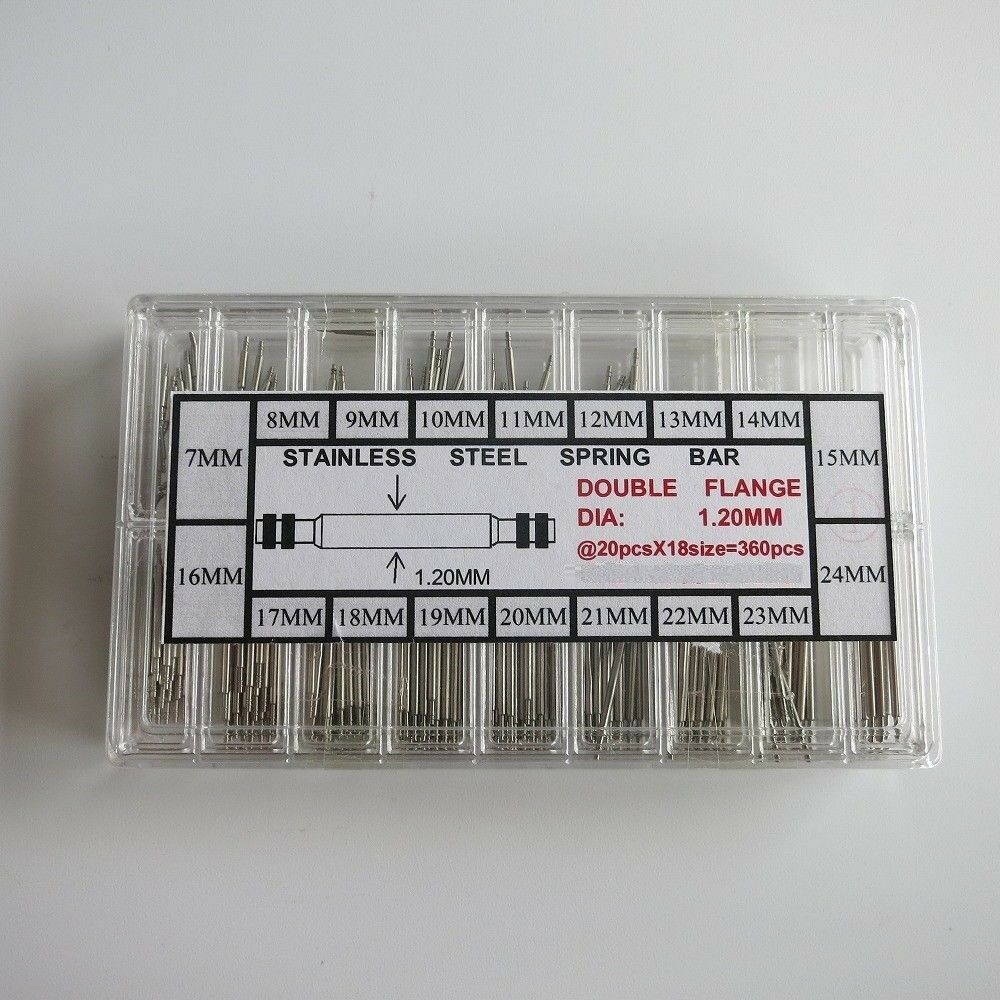 7MM 8MM 9MM 10MM 11MM 12MM 13MM 14MM 15MM
STAINLESS STEEL SPRING BAR
DOUBLE FLANGE
DIA: 1.20MM
@20pcsX18size=360pcs
1.20MM
16MM 17MM 18MM 19MM 20MM 21MM 22MM 23MM 24MM